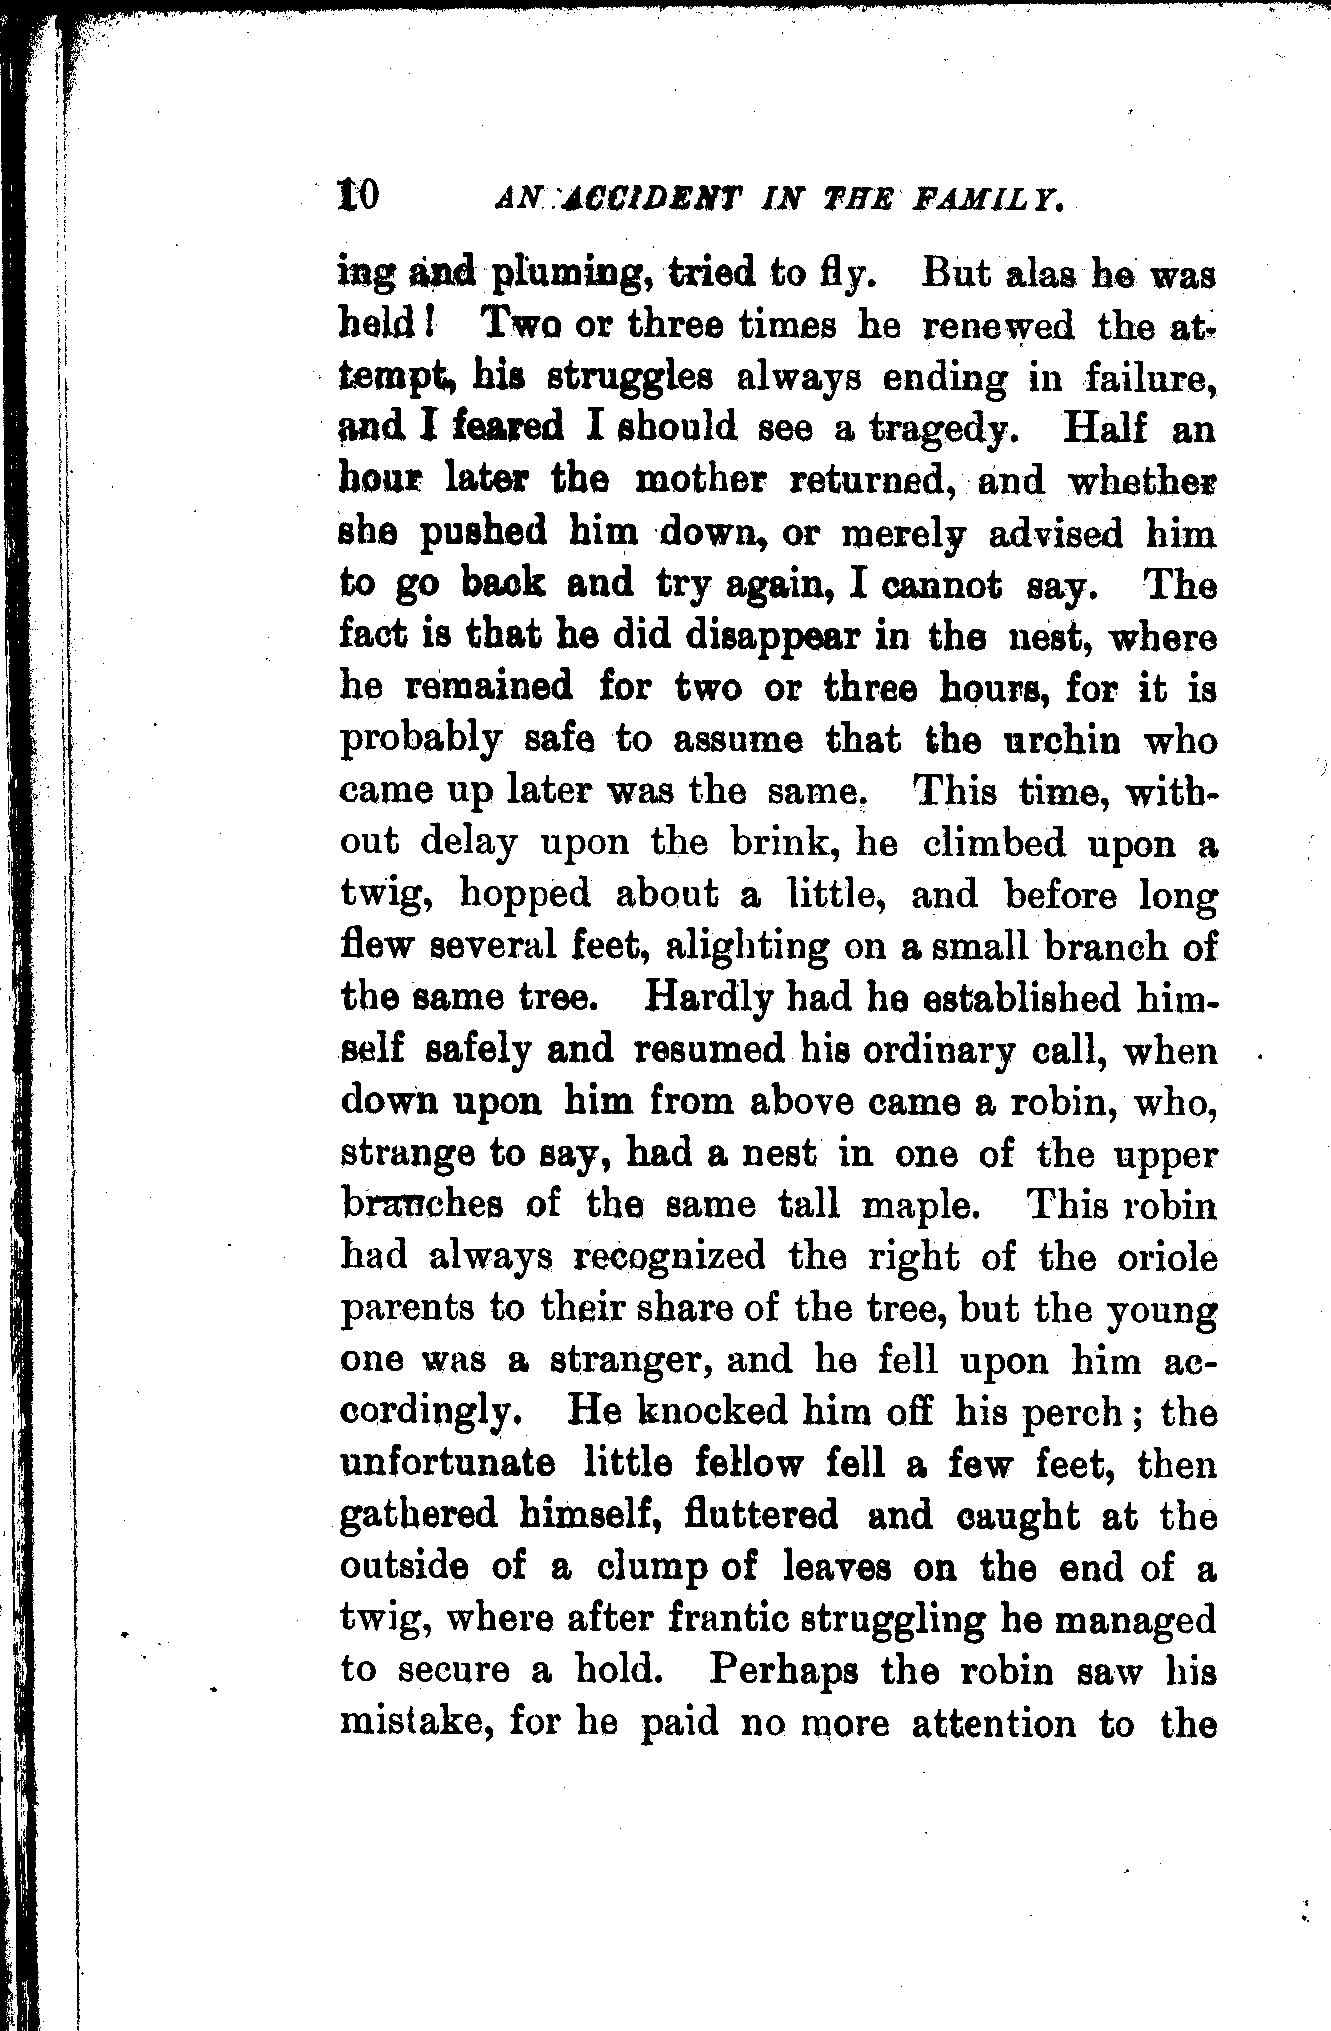 10 AN ACCIDENT IN THE FAMILY.
ing and pluming, tried to fly. But alas he was
held! Two or three times he renewed the at-
tempt, his struggles always ending in failure,
and I feared I should see a tragedy. Half an
hour later the mother returned, and whether
she pushed him down, or merely advised him
to go back and try again, I cannot say. The
fact is that he did disappear in the nest, where
he remained for two or three hours, for it is
probably safe to assume that the urchin who
came up later was the same. This time, with-
out delay upon the brink, he climbed upon a
twig, hopped about a little, and before long
flew several feet, alighting on a small branch of
the same tree. Hardly had he established him-
self safely and resumed his ordinary call, when
down upon him from above came a robin, who,
strange to say, had a nest in one of the upper
branches of the same tall maple. This robin
had always recognized the right of the oriole
parents to their share of the tree, but the young
one was a stranger, and he fell upon him ac-
cordingly. He knocked him off his perch; the
unfortunate little fellow fell a few feet, then
gathered himself, fluttered and caught at the
outside of a clump of leaves on the end of a
twig, where after frantic struggling he managed
to secure a hold. Perhaps the robin saw his
mistake, for he paid no more attention to the